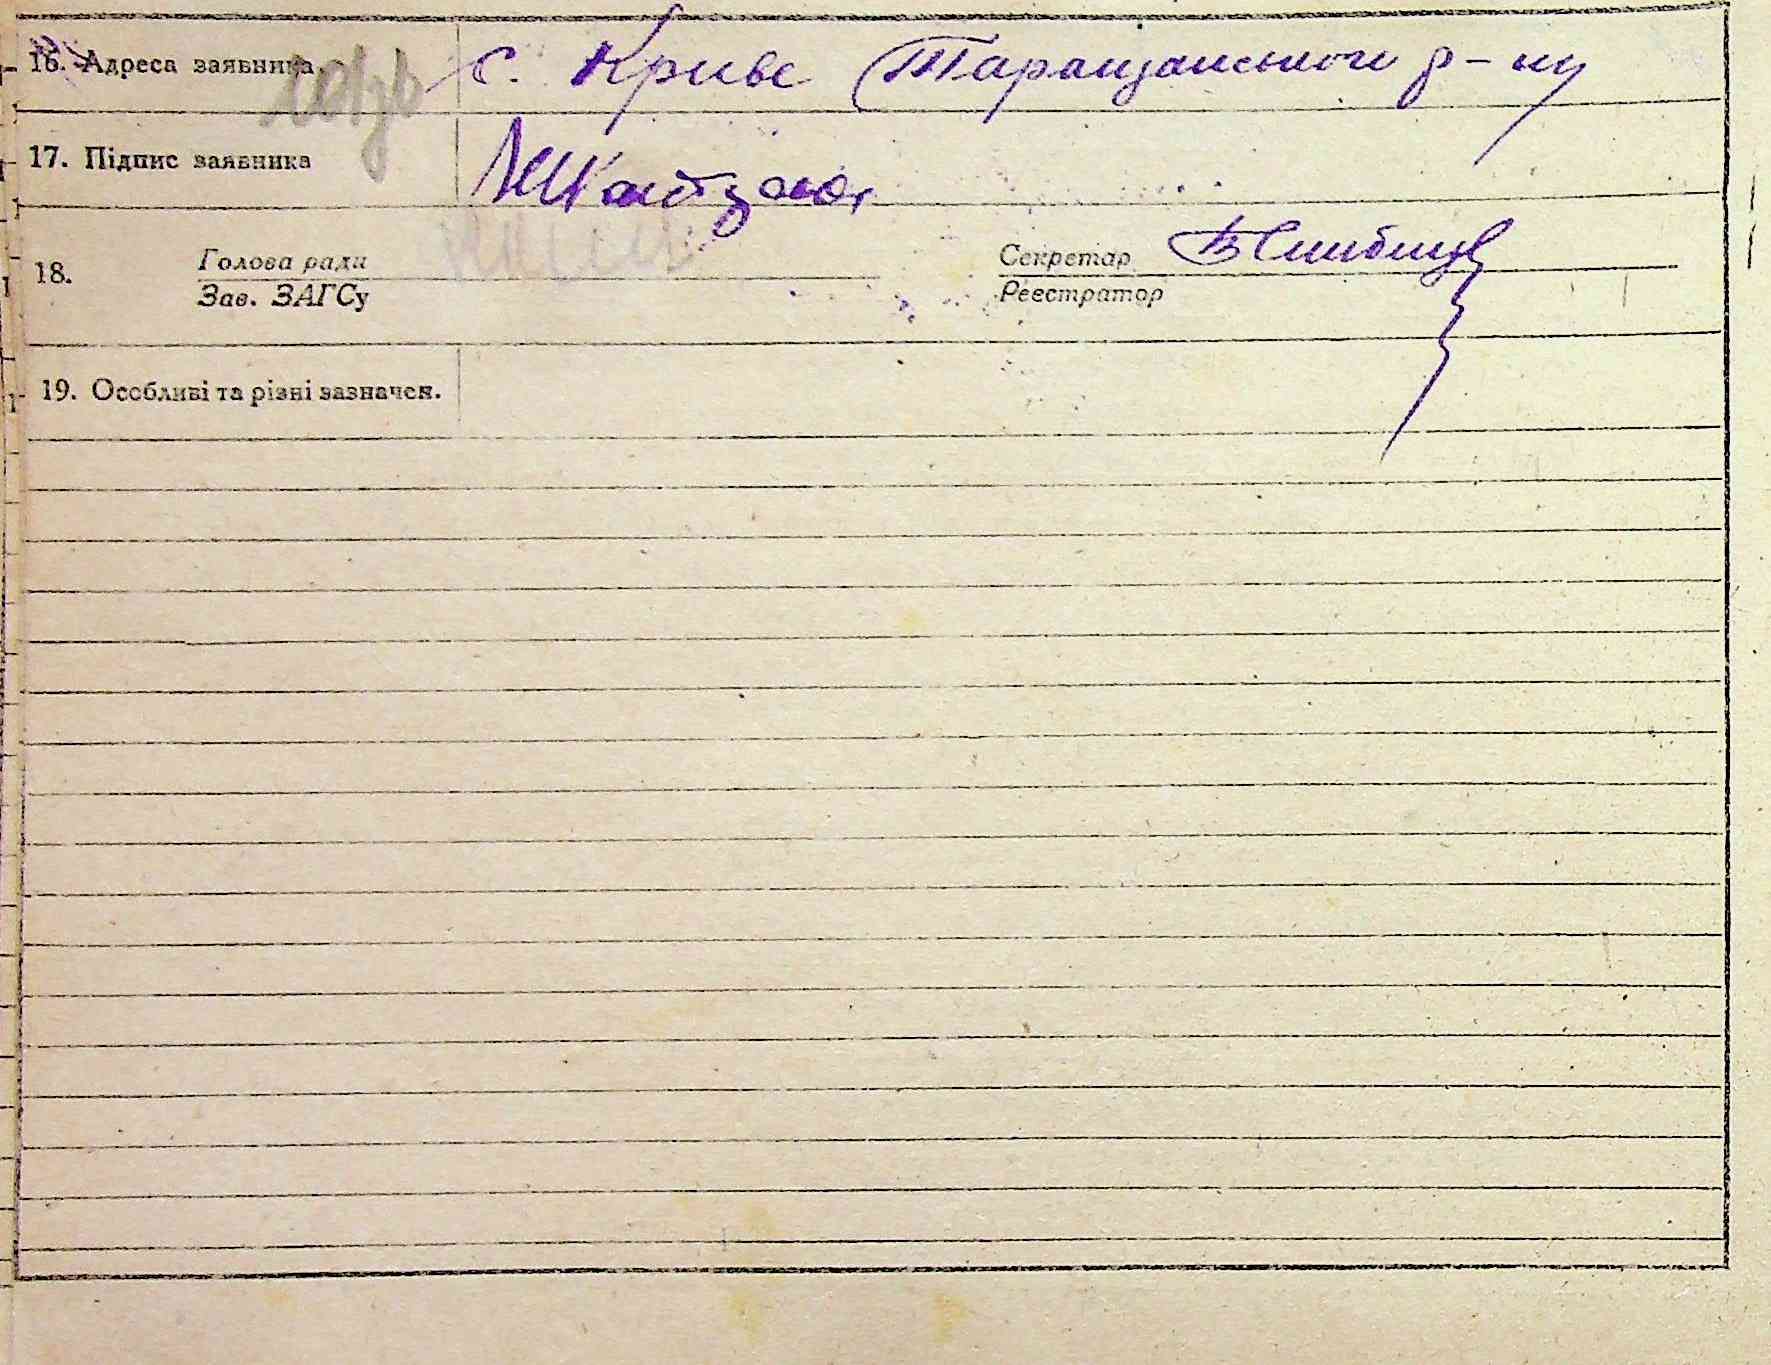 16. Адреса заявника с. Криве Таращанського р-ну
17. Підпис заявника
18. Голова ради Секретар
Зав. ЗАГСу Реєстратор
19. Особливі та різні зазначен.